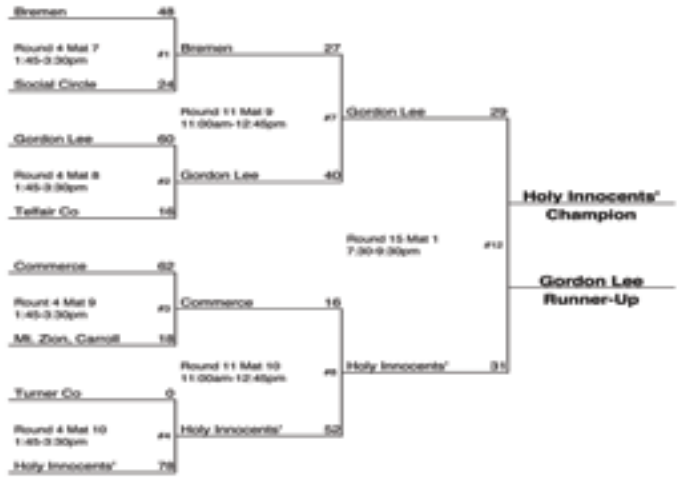 Bremen 48
Round 4 Mat 7
1:45-3:30pm
#1
Social Circle 24
Bremen 27
Round 11 Mat 9
11:00am-12:45pm
#7
Gordon Lee 60
Round 4 Mat 8
1:45-3:30pm
#2
Telfair Co 16
Gordon Lee 40
Gordon Lee 29
Round 15 Mat 1
7:30-9:30pm
#12
Holy Innocents'
Champion
Gordon Lee
Runner-Up
Commerce 62
Rount 4 Mat 9
1:45-3:30pm
#3
Mt. Zion, Carroll 18
Commerce 16
Round 11 Mat 10
11:00am-12:45pm
Holy Innocents' 31
Turner Co 0
Round 4 Mat 10
1:45-3:30pm
#4
Holy Innocents' 78
Holy Innocents' 52